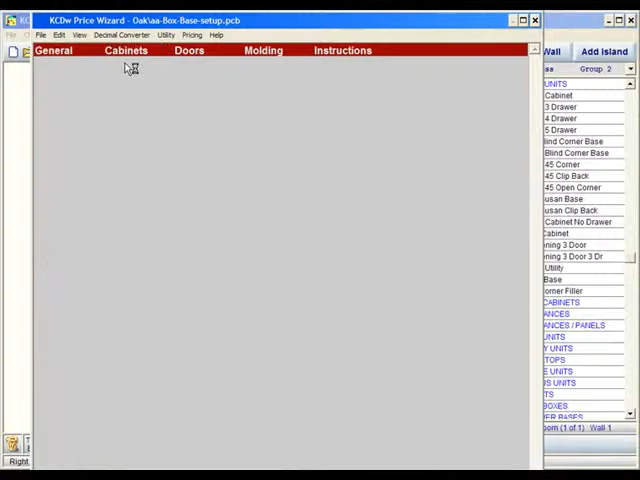 KCDw Price Wizard - Oak\aa-Box-Base-setup.pcb
File Edit View Decimal Converter Utility Pricing Help
General Cabinets Doors Molding Instructions
Wall Add Island
Group 2
UNITS
Cabinet
3 Drawer
4 Drawer
5 Drawer
lind Corner Base
Blind Corner Base
45 Corner
45 Clip Back
45 Open Corner
usan Base
usan Clip Back
Cabinet No Drawer
Cabinet
ning 3 Door
ning 3 Door 3 Dr
Utility
Base
orner Filler
CABINETS
ANCES
ANCES / PANELS
UNITS
Y UNITS
TOPS
E UNITS
US UNITS
TS
BOXES
ER BASES
oom (1 of 1) Wall 1
Right